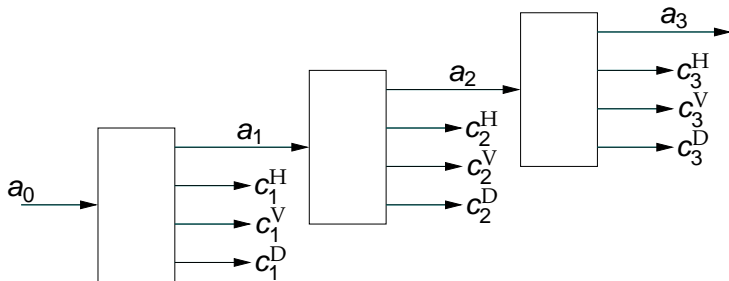 a₃
c₃ᴴ
c₃ⱽ
c₃ᴰ
a₂
c₂ᴴ
c₂ⱽ
c₂ᴰ
a₁
c₁ᴴ
c₁ⱽ
c₁ᴰ
a₀